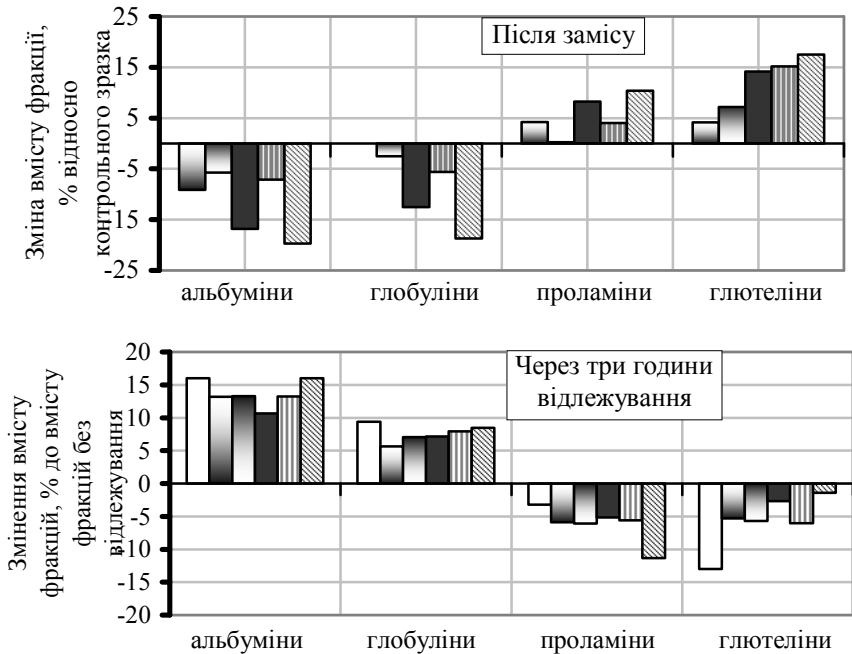 Зміна вмісту фракції,
% відносно
контрольного зразка
25
15
5
-5
-15
-25
Після замісу
альбуміни
глобуліни
проламіни
глютеліни
Змінення вмісту
фракцій, % до вмісту
фракцій без
відлежування
20
15
10
5
0
-5
-10
-15
-20
Через три години
відлежування
альбуміни
глобуліни
проламіни
глютеліни